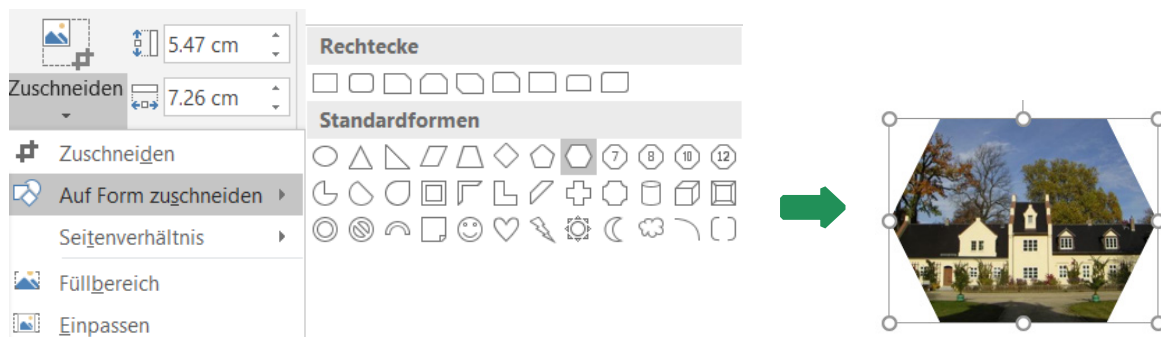 5.47 cm
Zuschneiden
7.26 cm
Zuschneiden
Auf Form zuschneiden
Seitenverhältnis
Füllbereich
Einpassen
Rechtecke
Standardformen
7 8 10 12